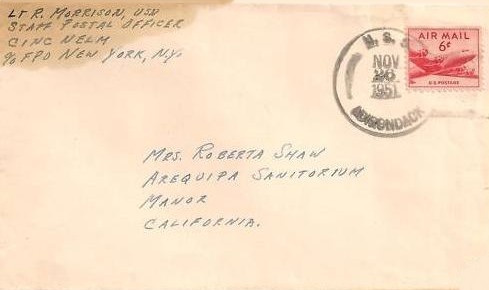 LT R. MORRISON, USN
STAFF POSTAL OFFICER
CINC NELM
c/o FPO NEW YORK, N.Y.
U. S. S.
NOV
1951
ADIRONDACK
AIR MAIL
6¢
U.S. POSTAGE
MRS. ROBERTA SHAW
AREQUIPA SANITORIUM
MANOR
CALIFORNIA.